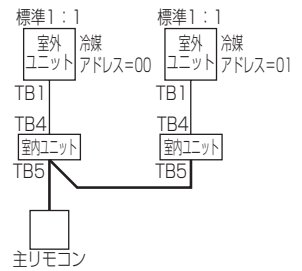 標準1：1
標準1：1
室外
ユニット
冷媒
アドレス=00
室外
ユニット
冷媒
アドレス=01
TB1
TB1
TB4
TB4
室内ユニット
室内ユニット
TB5
TB5
主リモコン